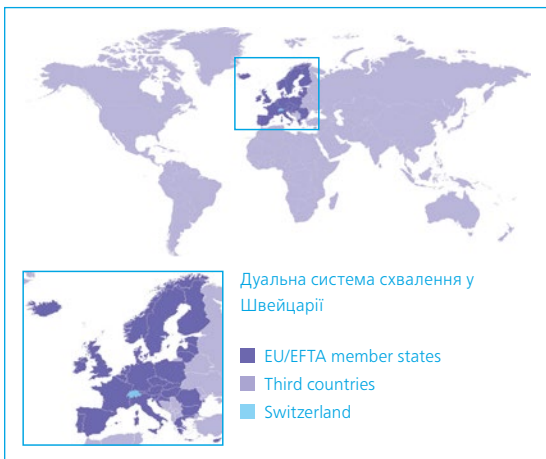 Дуальна система схвалення у
Швейцарії
EU/EFTA member states
Third countries
Switzerland